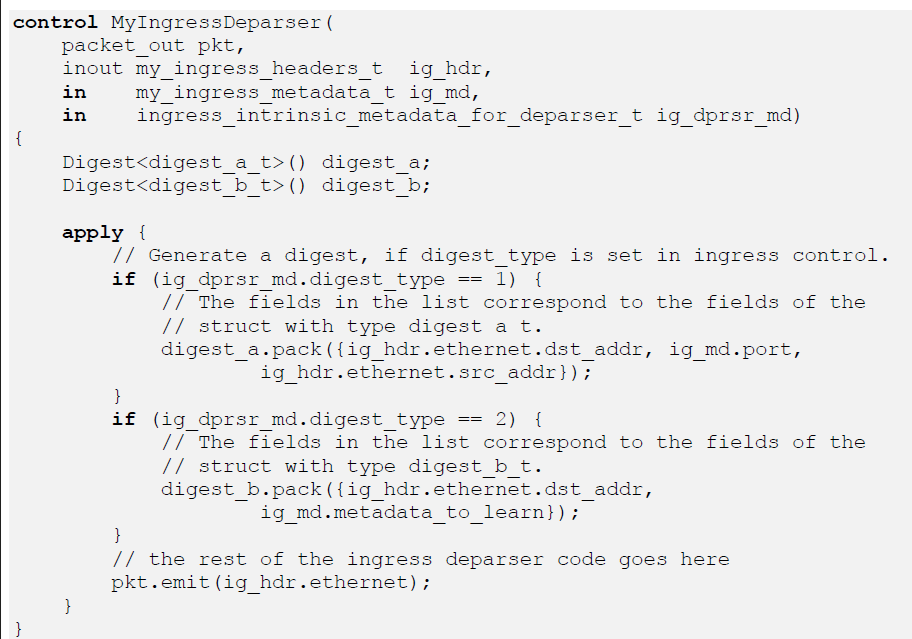 control MyIngressDeparser(
    packet_out pkt,
    inout my_ingress_headers_t  ig_hdr,
    in    my_ingress_metadata_t ig_md,
    in    ingress_intrinsic_metadata_for_deparser_t ig_dprsr_md)
{
    Digest<digest_a_t>() digest_a;
    Digest<digest_b_t>() digest_b;

    apply {
        // Generate a digest, if digest_type is set in ingress control.
        if (ig_dprsr_md.digest_type == 1) {
            // The fields in the list correspond to the fields of the
            // struct with type digest a t.
            digest_a.pack({ig_hdr.ethernet.dst_addr, ig_md.port,
                    ig_hdr.ethernet.src_addr});
        }
        if (ig_dprsr_md.digest_type == 2) {
            // The fields in the list correspond to the fields of the
            // struct with type digest_b_t.
            digest_b.pack({ig_hdr.ethernet.dst_addr,
                    ig_md.metadata_to_learn});
        }
        // the rest of the ingress deparser code goes here
        pkt.emit(ig_hdr.ethernet);
    }
}